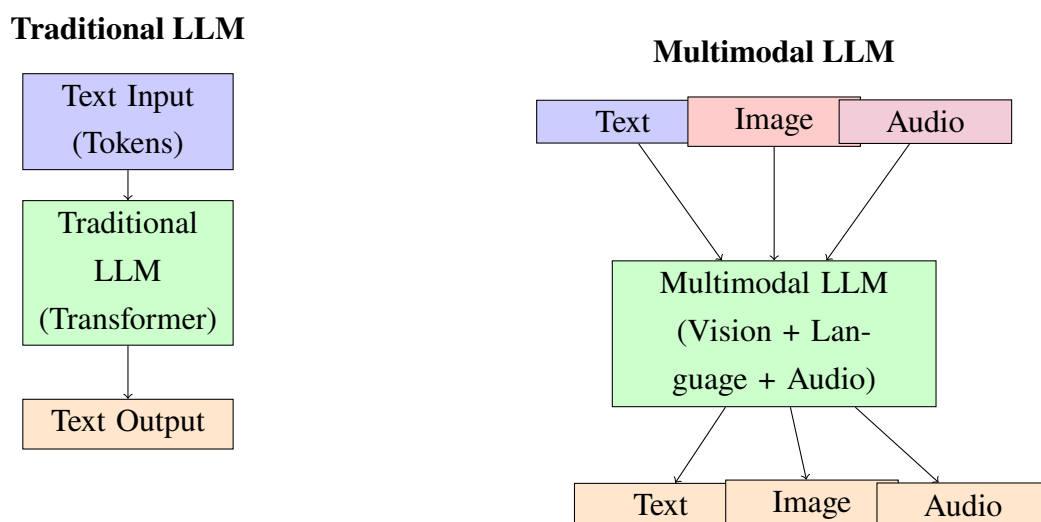 Traditional LLM
Text Input
(Tokens)
Traditional
LLM
(Transformer)
Text Output
Multimodal LLM
Text
Image
Audio
Multimodal LLM
(Vision + Lan-
guage + Audio)
Text
Image
Audio